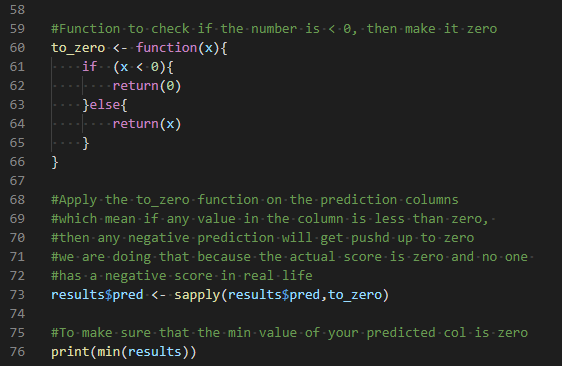 58
59 #Function to check if the number is < 0, then make it zero
60 to_zero <- function(x){
61 if (x < 0){
62 return(0)
63 }else{
64 return(x)
65 }
66 }
67
68 #Apply the to_zero function on the prediction columns
69 #which mean if any value in the column is less than zero,
70 #then any negative prediction will get pushd up to zero
71 #we are doing that because the actual score is zero and no one
72 #has a negative score in real life
73 results$pred <- sapply(results$pred,to_zero)
74
75 #To make sure that the min value of your predicted col is zero
76 print(min(results))